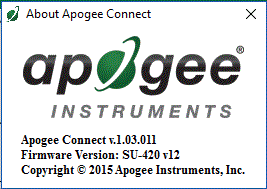 About Apogee Connect
apogee®
INSTRUMENTS
Apogee Connect v.1.03.011
Firmware Version: SU-420 v12
Copyright © 2015 Apogee Instruments, Inc.